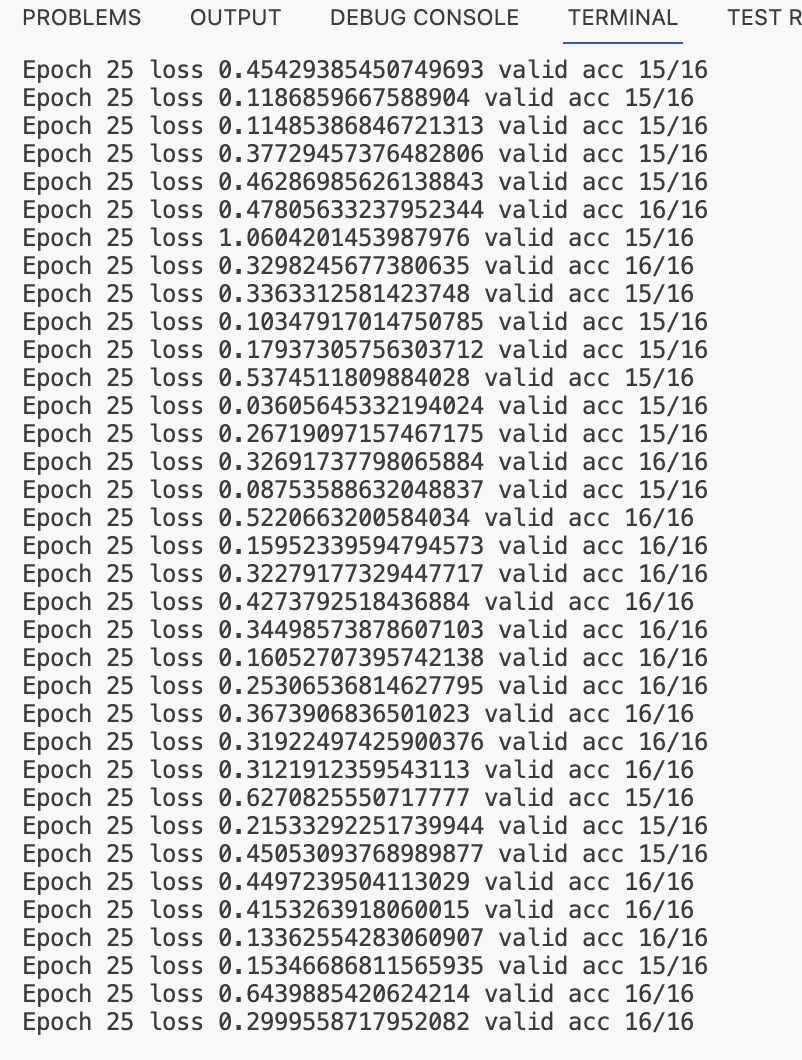 PROBLEMS OUTPUT DEBUG CONSOLE TERMINAL TEST R
Epoch 25 loss 0.45429385450749693 valid acc 15/16
Epoch 25 loss 0.1186859667588904 valid acc 15/16
Epoch 25 loss 0.11485386846721313 valid acc 15/16
Epoch 25 loss 0.37729457376482806 valid acc 15/16
Epoch 25 loss 0.46286985626138843 valid acc 15/16
Epoch 25 loss 0.47805633237952344 valid acc 16/16
Epoch 25 loss 1.0604201453987976 valid acc 15/16
Epoch 25 loss 0.3298245677380635 valid acc 16/16
Epoch 25 loss 0.3363312581423748 valid acc 15/16
Epoch 25 loss 0.10347917014750785 valid acc 15/16
Epoch 25 loss 0.17937305756303712 valid acc 15/16
Epoch 25 loss 0.5374511809884028 valid acc 15/16
Epoch 25 loss 0.03605645332194024 valid acc 15/16
Epoch 25 loss 0.26719097157467175 valid acc 15/16
Epoch 25 loss 0.32691737798065884 valid acc 16/16
Epoch 25 loss 0.08753588632048837 valid acc 15/16
Epoch 25 loss 0.5220663200584034 valid acc 16/16
Epoch 25 loss 0.15952339594794573 valid acc 16/16
Epoch 25 loss 0.32279177329447717 valid acc 16/16
Epoch 25 loss 0.4273792518436884 valid acc 16/16
Epoch 25 loss 0.34498573878607103 valid acc 16/16
Epoch 25 loss 0.16052707395742138 valid acc 16/16
Epoch 25 loss 0.25306536814627795 valid acc 16/16
Epoch 25 loss 0.3673906836501023 valid acc 16/16
Epoch 25 loss 0.31922497425900376 valid acc 16/16
Epoch 25 loss 0.3121912359543113 valid acc 16/16
Epoch 25 loss 0.6270825550717777 valid acc 15/16
Epoch 25 loss 0.21533292251739944 valid acc 15/16
Epoch 25 loss 0.45053093768989877 valid acc 15/16
Epoch 25 loss 0.4497239504113029 valid acc 16/16
Epoch 25 loss 0.4153263918060015 valid acc 16/16
Epoch 25 loss 0.13362554283060907 valid acc 16/16
Epoch 25 loss 0.15346686811565935 valid acc 15/16
Epoch 25 loss 0.6439885420624214 valid acc 16/16
Epoch 25 loss 0.2999558717952082 valid acc 16/16